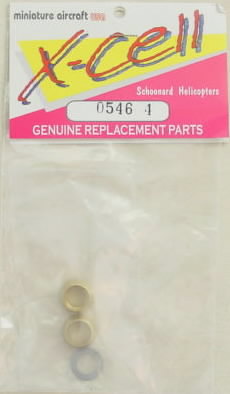 miniature aircraft USA
X-Cell
Schoonard Helicopters
0546 4
GENUINE REPLACEMENT PARTS